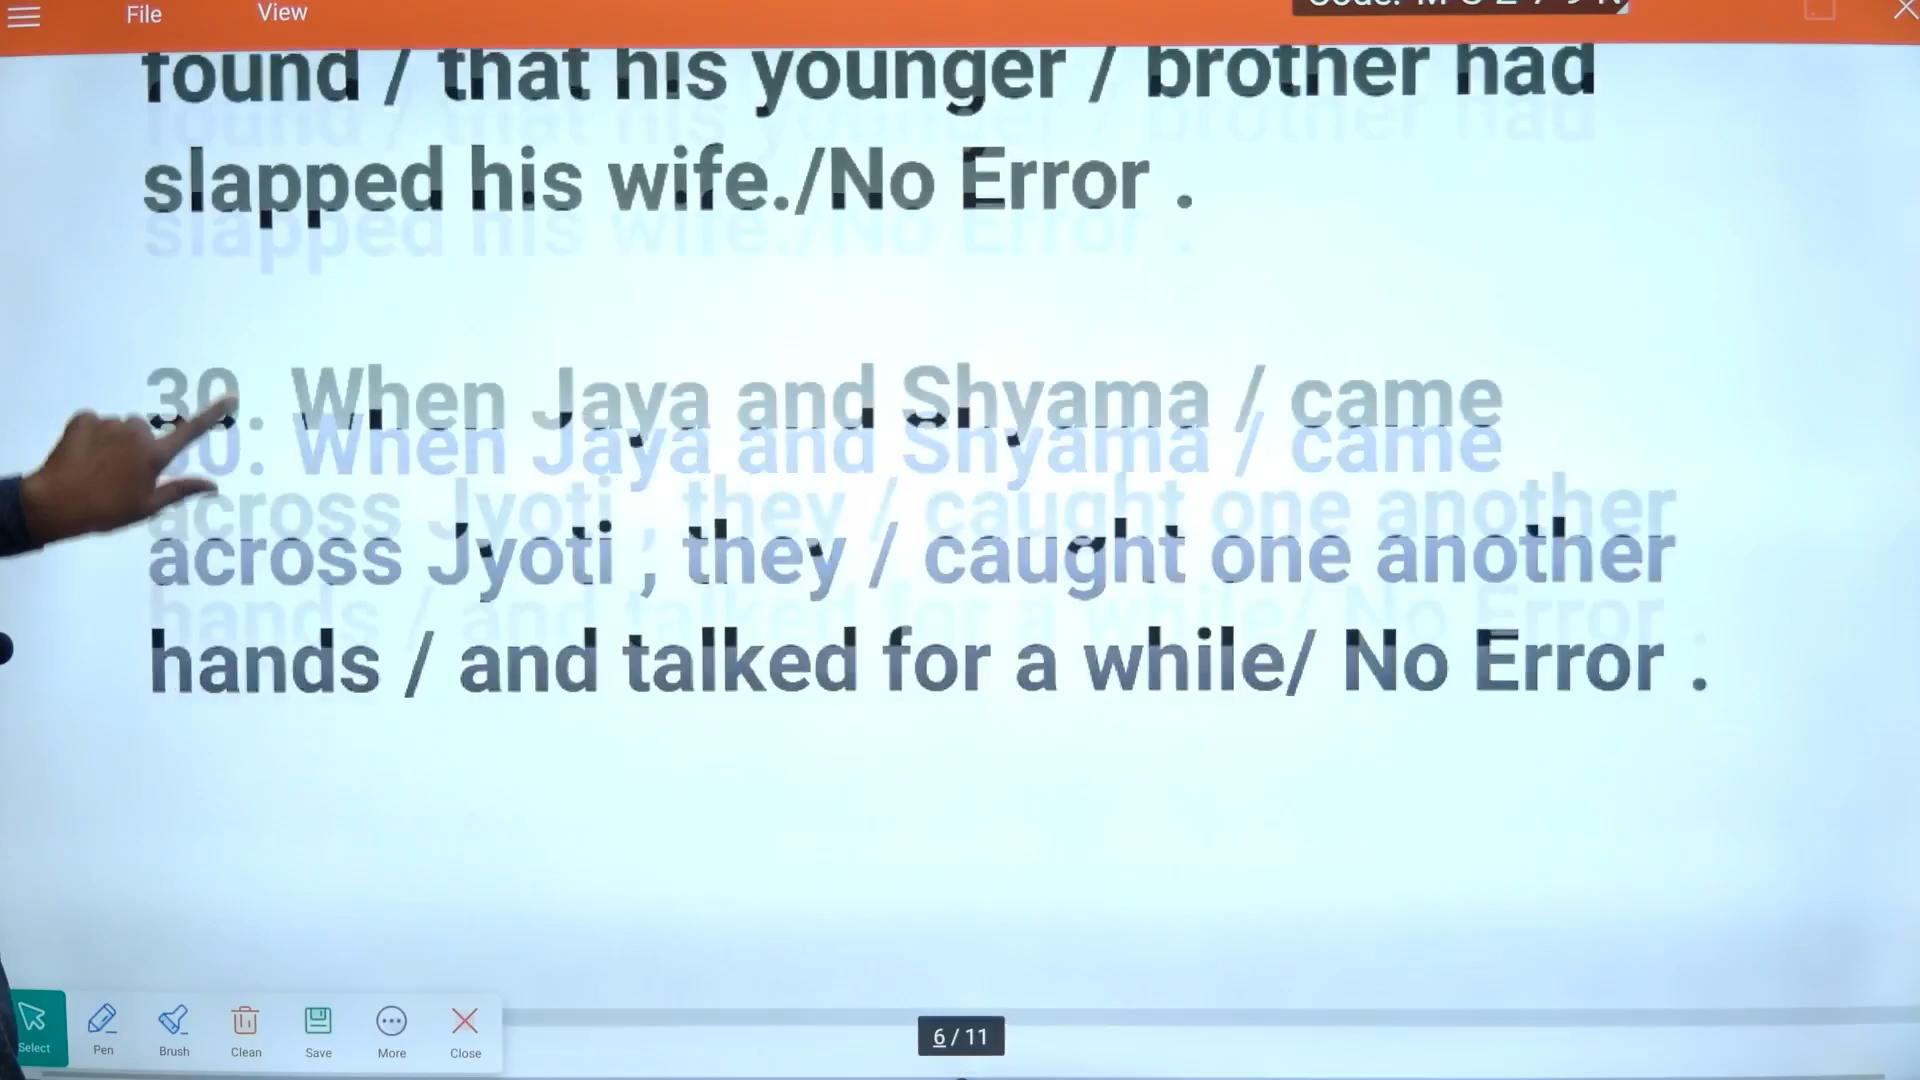 File View
found / that his younger / brother had
slapped his wife./No Error .
30. When Jaya and Shyama / came
across Jyoti , they / caught one another
hands / and talked for a while/ No Error .
Select Pen Brush Clean Save More Close
6 / 11